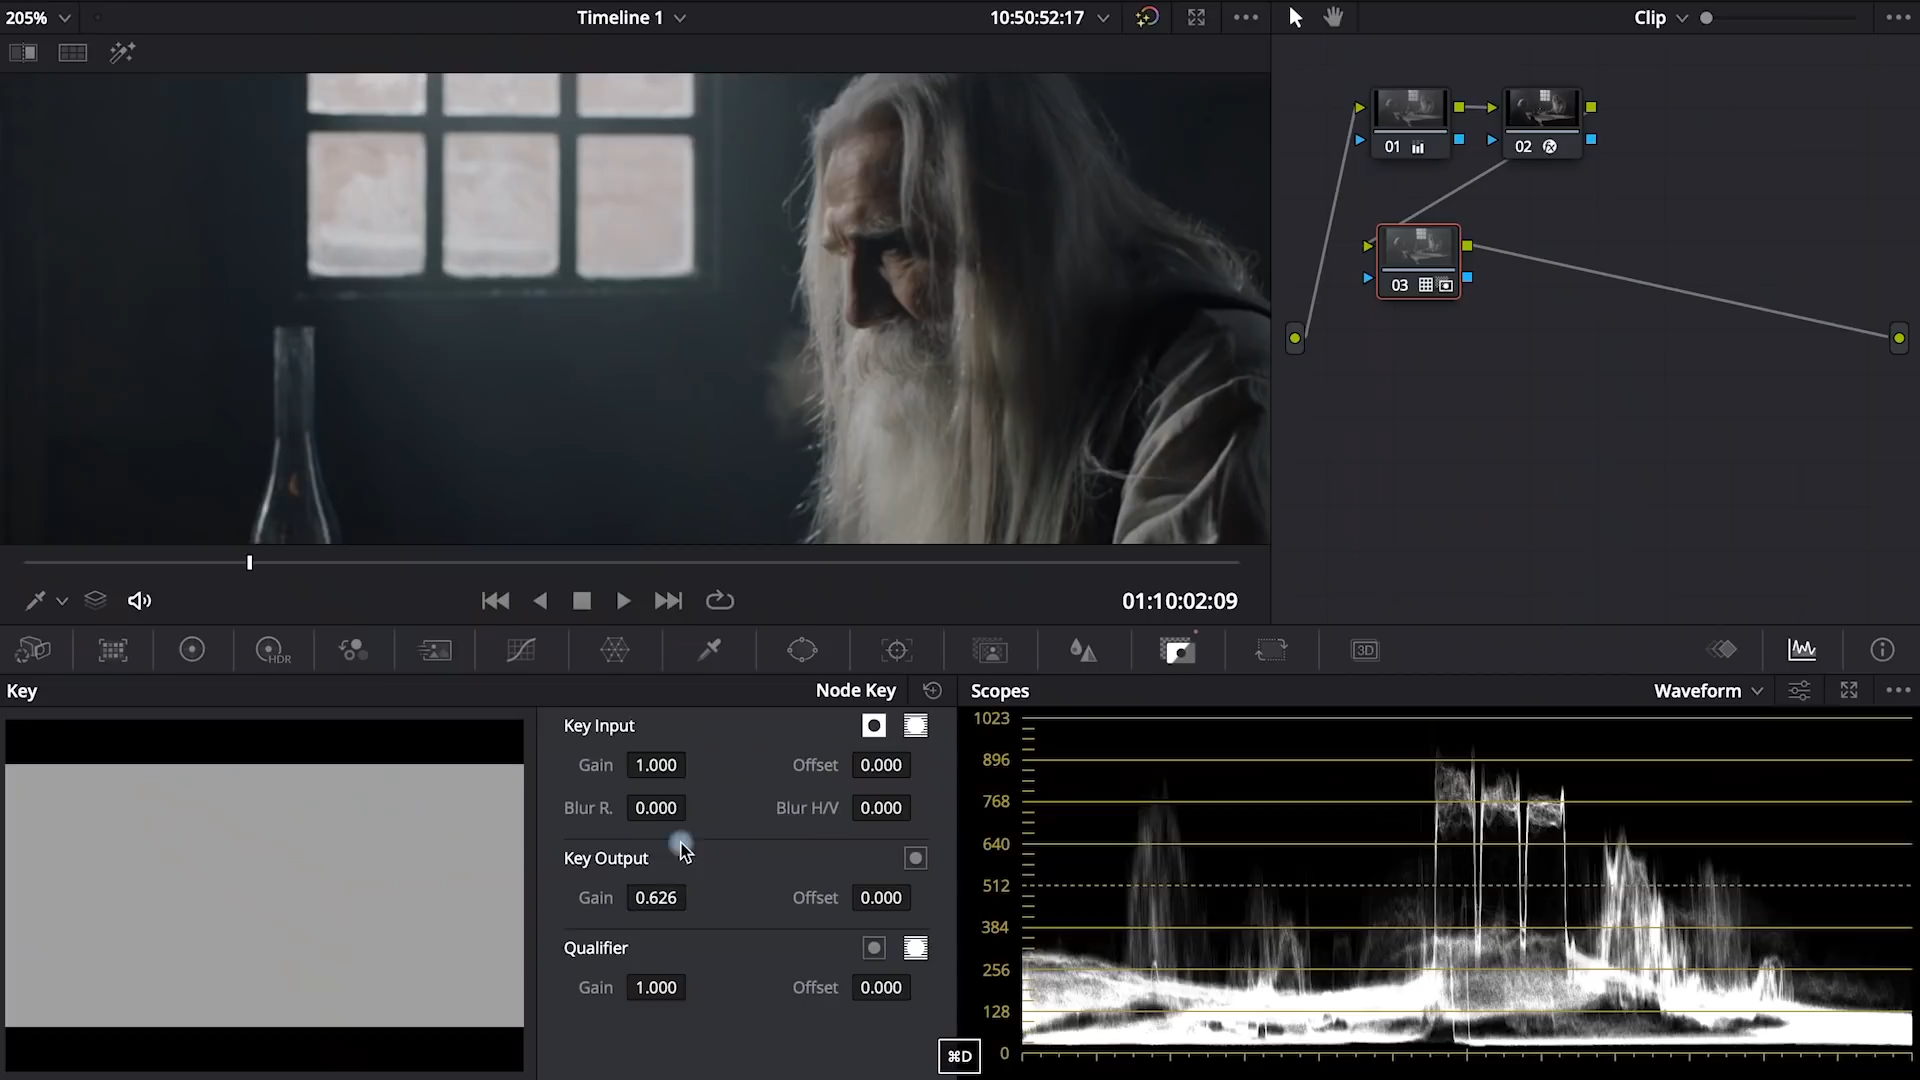 205%
Timeline 1
10:50:52:17
Clip
01
02
03
01:10:02:09
HDR
3D
Key
Node Key
Scopes
Waveform
Key Input
Gain 1.000 Offset 0.000
Blur R. 0.000 Blur H/V 0.000
Key Output
Gain 0.626 Offset 0.000
Qualifier
Gain 1.000 Offset 0.000
⌘D
1023
896
768
640
512
384
256
128
0